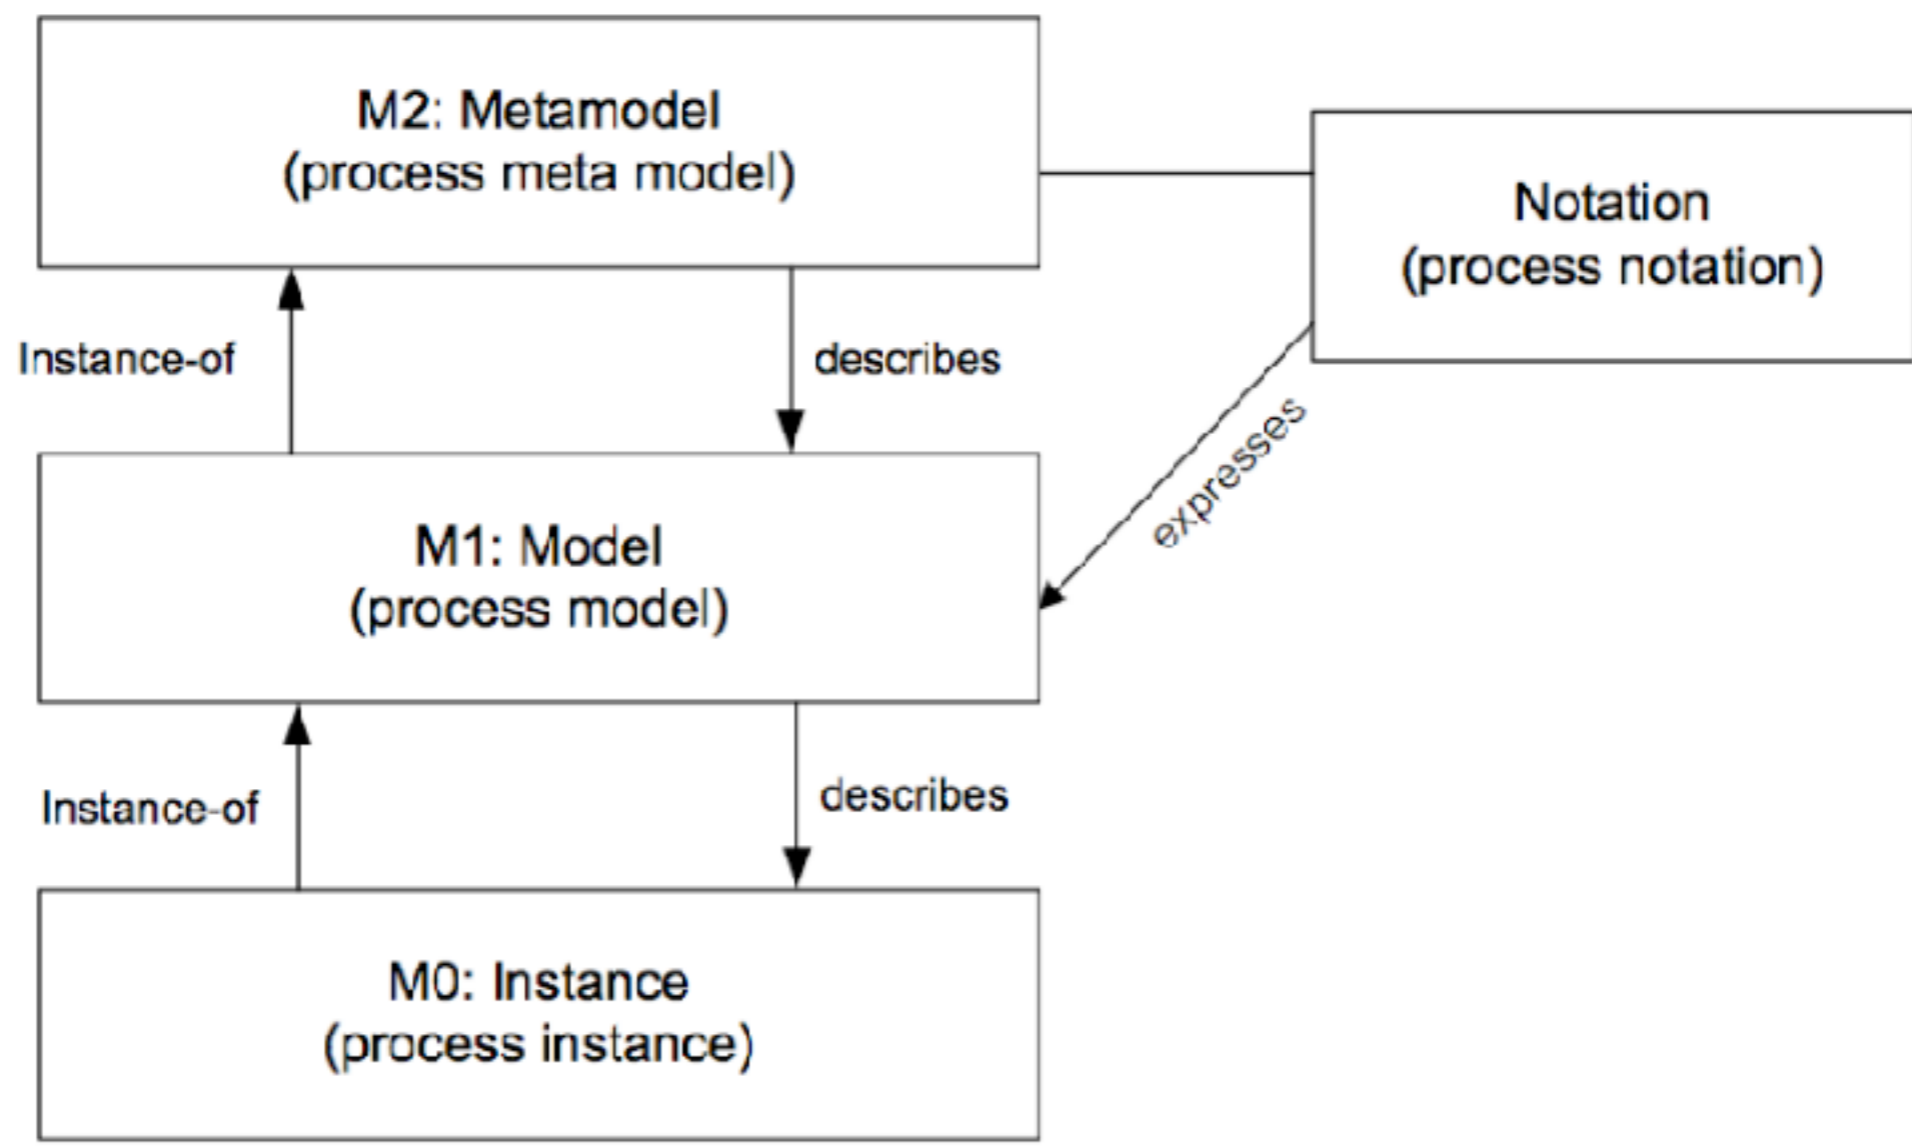 M2: Metamodel
(process meta model)
Notation
(process notation)
Instance-of
describes
expresses
M1: Model
(process model)
Instance-of
describes
M0: Instance
(process instance)